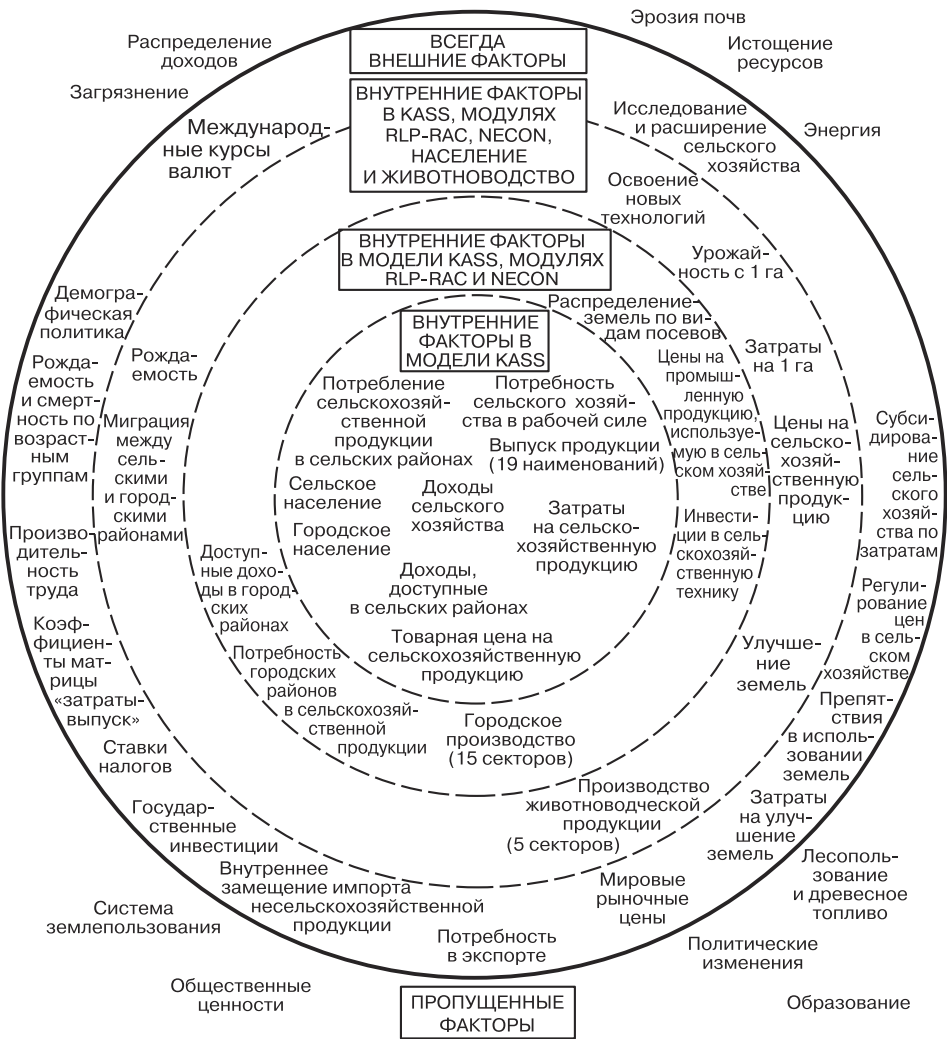 Эрозия почв
Распределение
доходов
ВСЕГДА
ВНЕШНИЕ ФАКТОРЫ
Истощение
ресурсов
Загрязнение
ВНУТРЕННИЕ ФАКТОРЫ
В KASS, МОДУЛЯХ
RLP-RAC, NECON,
НАСЕЛЕНИЕ
И ЖИВОТНОВОДСТВО
Международ-
ные курсы
валют
Исследование
и расширение
сельского
хозяйства
Энергия
Освоение
новых
технологий
ВНУТРЕННИЕ ФАКТОРЫ
В МОДЕЛИ KASS, МОДУЛЯХ
RLP-RAC И NECON
Урожай-
ность с 1 га
Демогра-
фическая
политика
Распределение
земель по ви-
дам посевов
ВНУТРЕННИЕ
ФАКТОРЫ В
МОДЕЛИ KASS
Рожда-
емость
и смерт-
ность по
возраст-
ным
группам
Рожда-
емость
Цены на
промыш-
ленную
продукцию,
используе-
мую в сель-
ском хозяй-
стве
Затраты
на 1 га
Потребление
сельскохозяй-
ственной
продукции
в сельских районах
Потребность
сельского хозяй-
ства в рабочей силе
Миграция
между
сель-
скими
и город-
скими
районами
Выпуск продукции
(19 наименований)
Цены на
сельско-
хозяй-
ственную
продук-
цию
Субси-
дирова-
ние
сель-
ского
хозяй-
ства по
затратам
Сельское
население
Доходы
сельского
хозяйства
Затраты
на сельско-
хозяйственную
продукцию
Городское
население
Инвести-
ции в сель-
скохозяй-
ственную
технику
Произво-
дитель-
ность
труда
Доступ-
ные дохо-
ды в город-
ских
районах
Доходы,
доступные
в сельских районах
Регули-
рование
цен
в сель-
ском
хозяйстве
Коэф-
фициен-
ты мат-
рицы
«затраты-
выпуск»
Товарная цена на
сельскохозяйственную
продукцию
Улучше-
ние
земель
Потребность
городских
районов
в сельскохозяй-
ственной
продукции
Препят-
ствия
в исполь-
зовании
земель
Городское
производство
(15 секторов)
Ставки
налогов
Производство
животноводческой
продукции
(5 секторов)
Затраты
на улуч-
шение
земель
Государ-
ственные
инвестиции
Внутреннее
замещение импорта
несельскохозяйственной
продукции
Мировые
рыночные
цены
Лесополь-
зование
и древесное
топливо
Система
землепользования
Потребность
в экспорте
Политические
изменения
Общественные
ценности
ПРОПУЩЕННЫЕ
ФАКТОРЫ
Образование